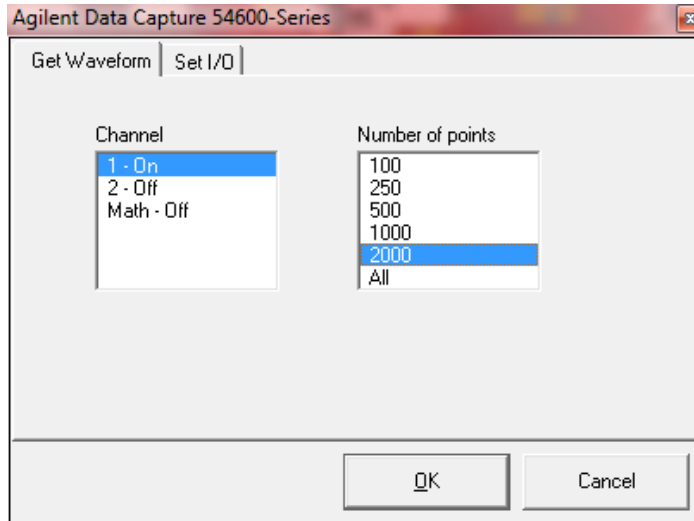 Agilent Data Capture 54600-Series
Get Waveform
Set I/O
Channel
1 - On
2 - Off
Math - Off
Number of points
100
250
500
1000
2000
All
OK
Cancel